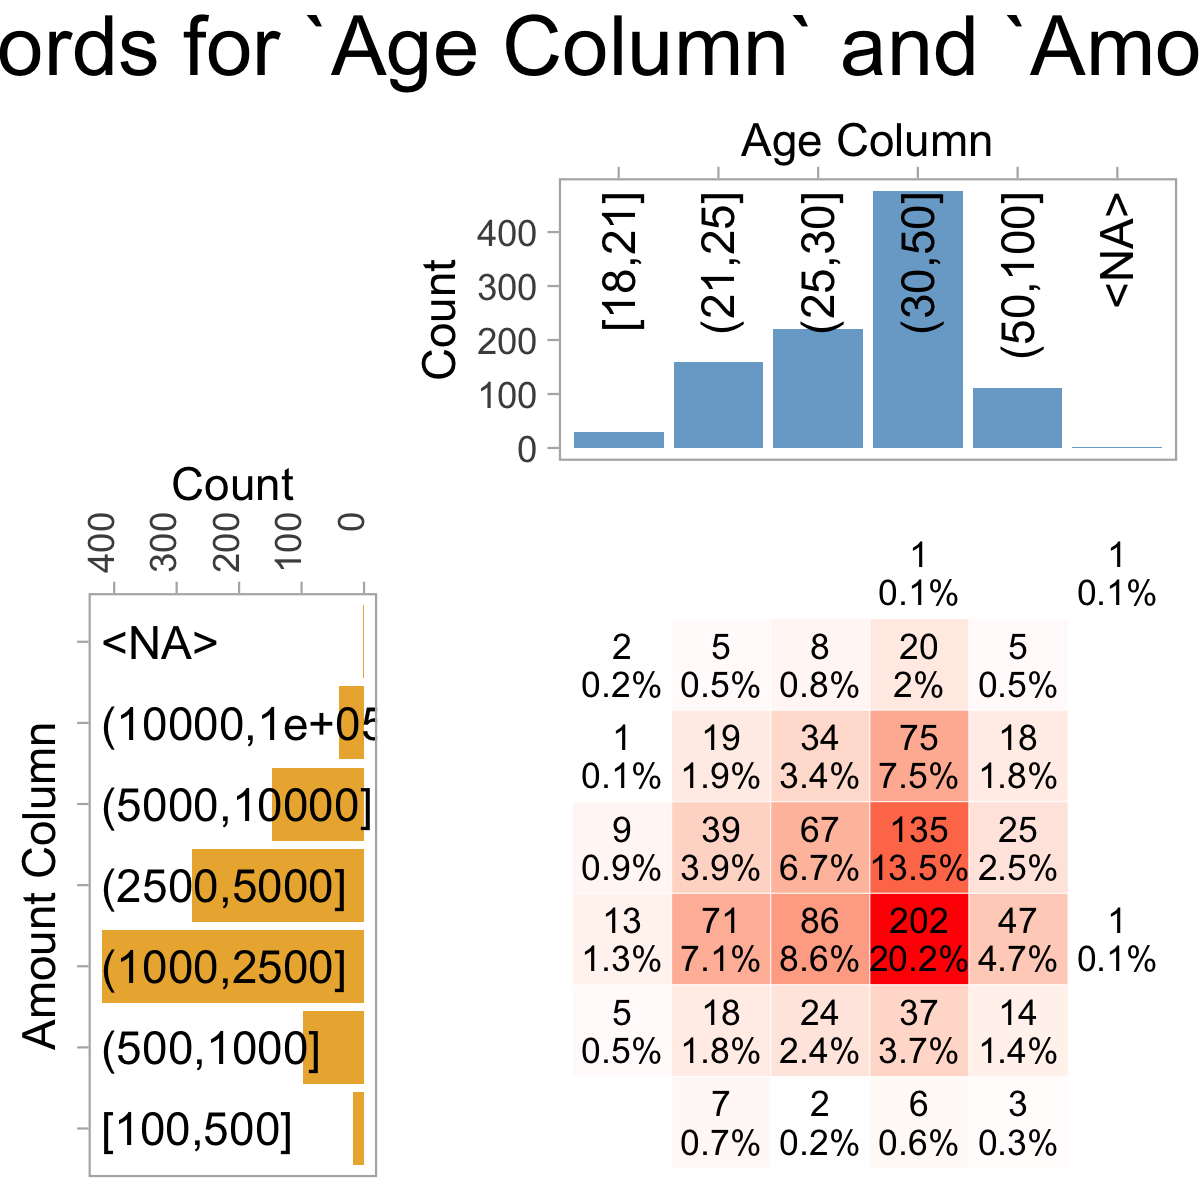 ords for `Age Column` and `Amo
Age Column
[18,21] (21,25] (25,30] (30,50] (50,100] <NA>
Count
400
300
200
100
0
Count
400 300 200 100 0
Amount Column
<NA>
(10000,1e+05
(5000,10000]
(2500,5000]
(1000,2500]
(500,1000]
[100,500]
1 1
0.1% 0.1%
2 5 8 20 5
0.2% 0.5% 0.8% 2% 0.5%
1 19 34 75 18
0.1% 1.9% 3.4% 7.5% 1.8%
9 39 67 135 25
0.9% 3.9% 6.7% 13.5% 2.5%
13 71 86 202 47 1
1.3% 7.1% 8.6% 20.2% 4.7% 0.1%
5 18 24 37 14
0.5% 1.8% 2.4% 3.7% 1.4%
7 2 6 3
0.7% 0.2% 0.6% 0.3%